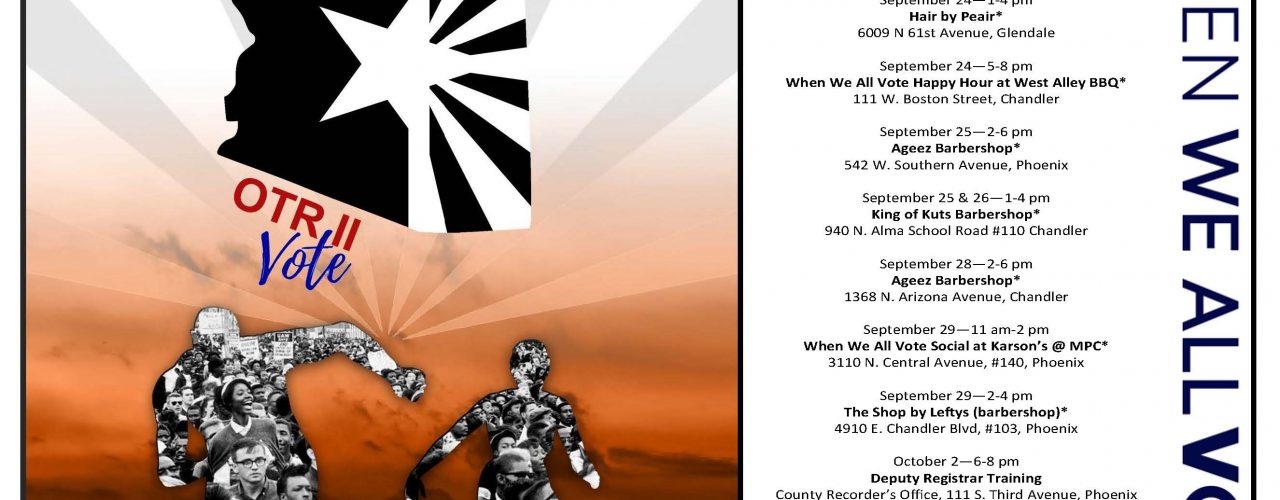 OTR II
Vote
September 24—1-4 pm
Hair by Peair*
6009 N 61st Avenue, Glendale
September 24—5-8 pm
When We All Vote Happy Hour at West Alley BBQ*
111 W. Boston Street, Chandler
September 25—2-6 pm
Ageez Barbershop*
542 W. Southern Avenue, Phoenix
September 25 & 26—1-4 pm
King of Kuts Barbershop*
940 N. Alma School Road #110 Chandler
September 28—2-6 pm
Ageez Barbershop*
1368 N. Arizona Avenue, Chandler
September 29—11 am-2 pm
When We All Vote Social at Karson’s @ MPC*
3110 N. Central Avenue, #140, Phoenix
September 29—2-4 pm
The Shop by Leftys (barbershop)*
4910 E. Chandler Blvd, #103, Phoenix
October 2—6-8 pm
Deputy Registrar Training
County Recorder’s Office, 111 S. Third Avenue, Phoenix
EN WE ALL VO